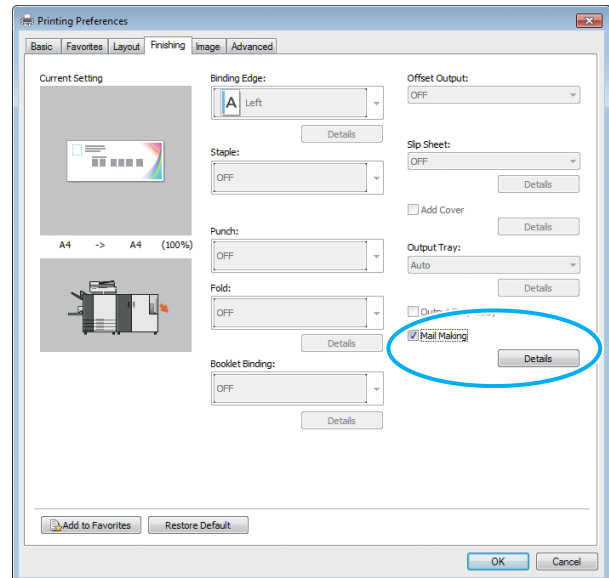 Printing Preferences
Basic Favorites Layout Finishing Image Advanced
Current Setting
A4 -> A4 (100%)
Binding Edge:
A Left
Details
Staple:
OFF
Punch:
OFF
Fold:
OFF
Details
Booklet Binding:
OFF
Details
Offset Output:
OFF
Slip Sheet:
OFF
Details
Add Cover
Details
Output Tray:
Auto
Details
Mail Making
Details
Add to Favorites Restore Default
OK Cancel